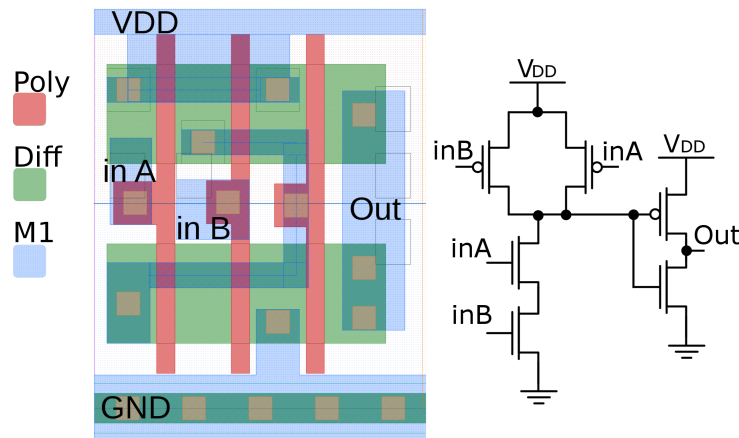 Poly
Diff
M1
VDD
in A
in B
Out
GND
VDD
inB
inA
VDD
Out
inA
inB